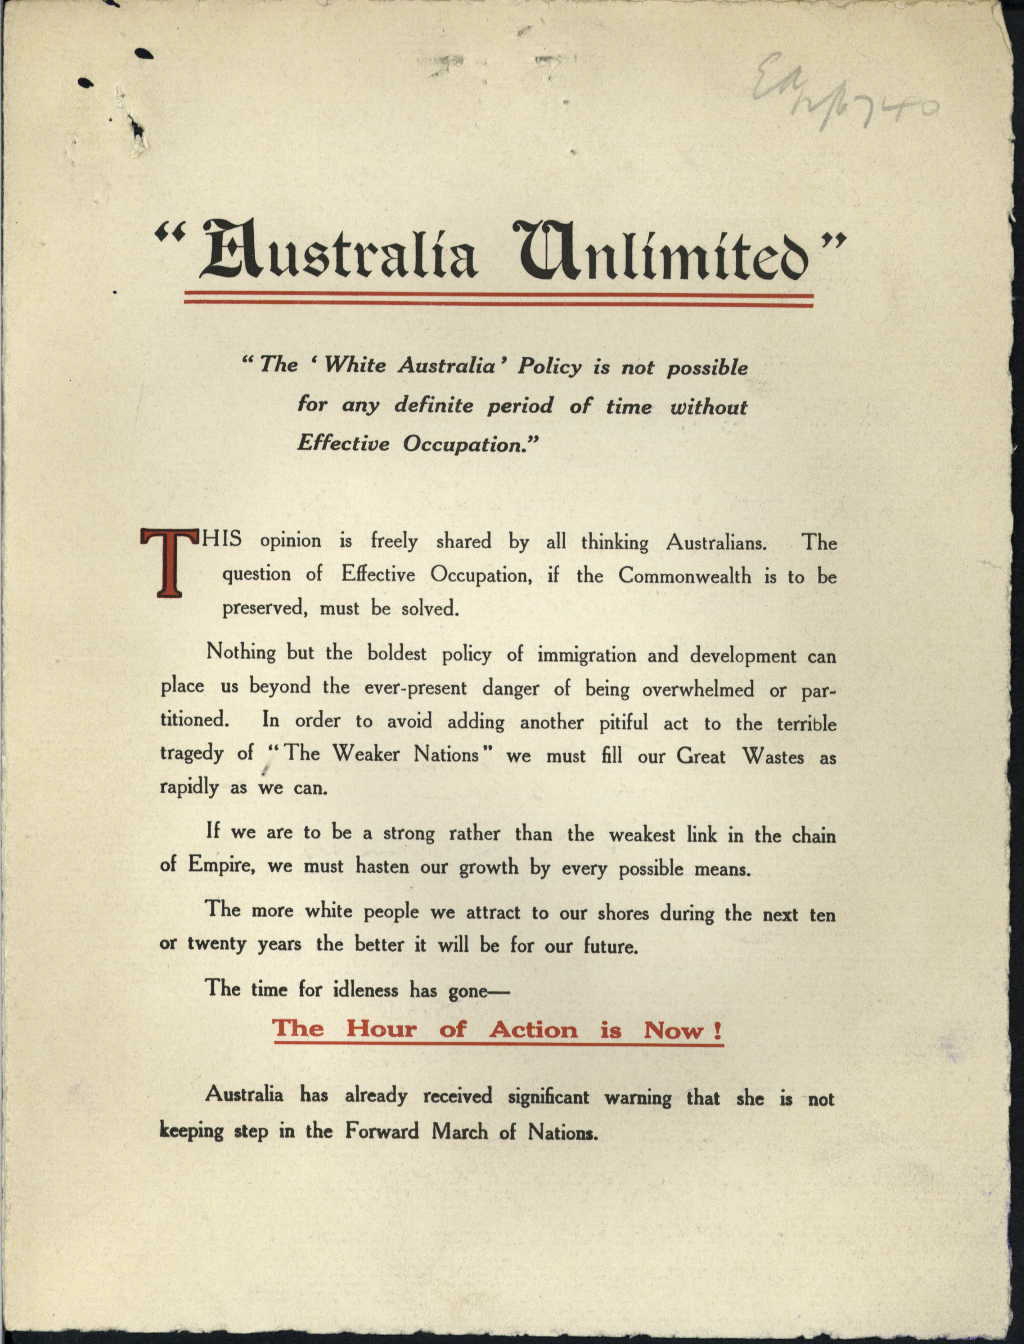 "Australia Unlimited"
"The 'White Australia' Policy is not possible
for any definite period of time without
Effective Occupation."
THIS opinion is freely shared by all thinking Australians. The
question of Effective Occupation, if the Commonwealth is to be
preserved, must be solved.
Nothing but the boldest policy of immigration and development can
place us beyond the ever-present danger of being overwhelmed or par-
titioned. In order to avoid adding another pitiful act to the terrible
tragedy of "The Weaker Nations" we must fill our Great Wastes as
rapidly as we can.
If we are to be a strong rather than the weakest link in the chain
of Empire, we must hasten our growth by every possible means.
The more white people we attract to our shores during the next ten
or twenty years the better it will be for our future.
The time for idleness has gone—
The Hour of Action is Now!
Australia has already received significant warning that she is not
keeping step in the Forward March of Nations.